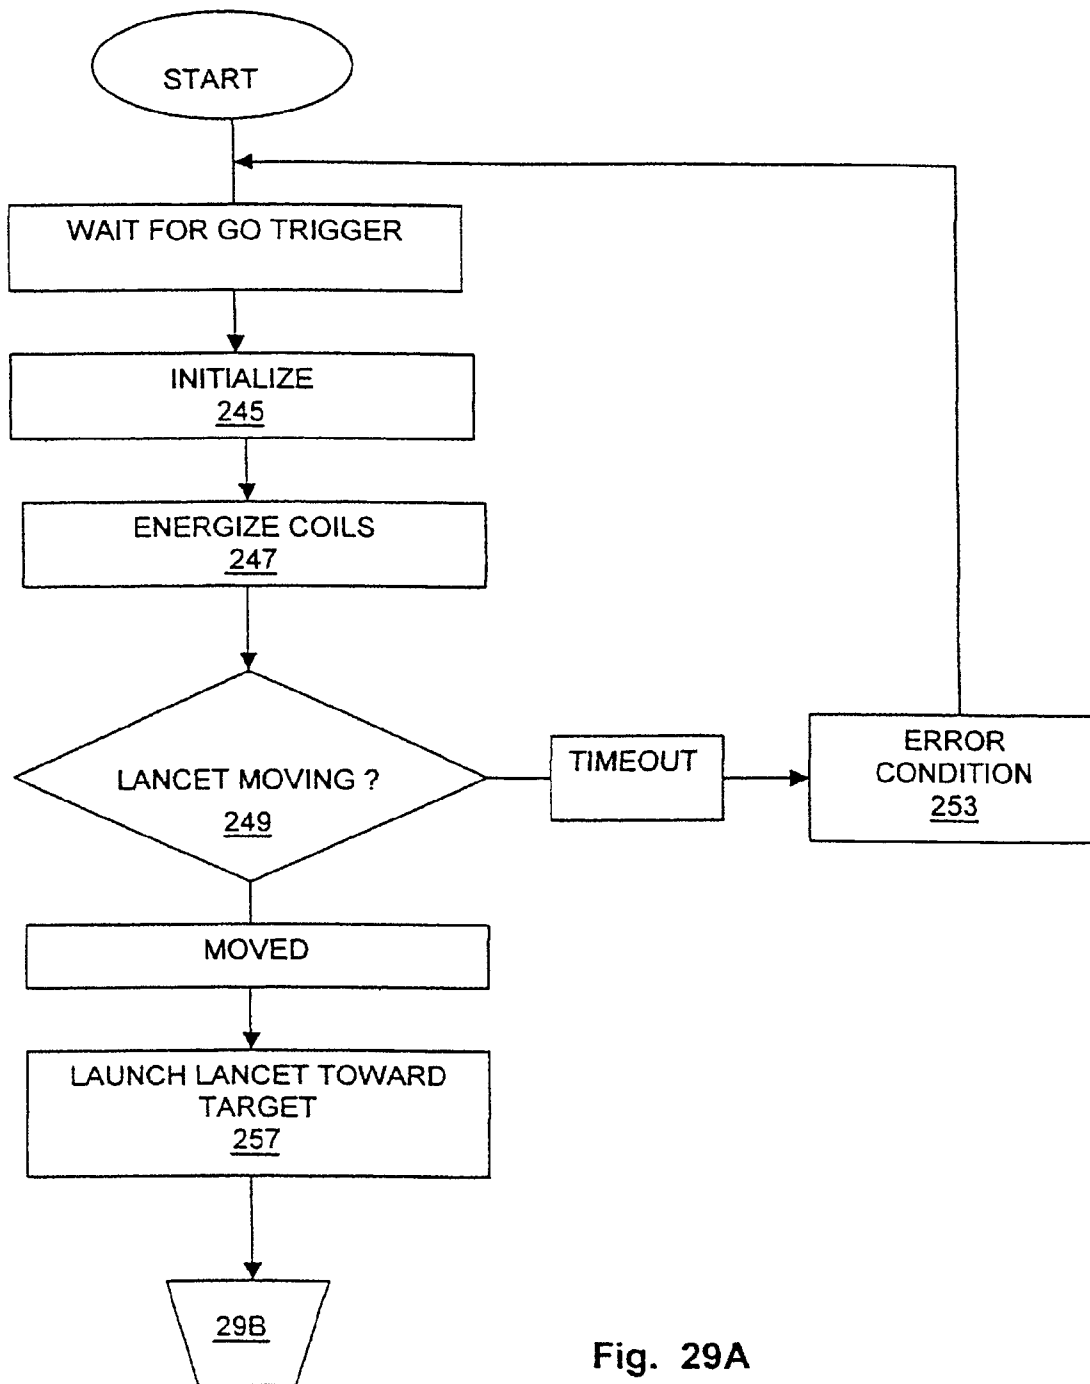 START
WAIT FOR GO TRIGGER
INITIALIZE
245
ENERGIZE COILS
247
LANCET MOVING ?
249
TIMEOUT
ERROR
CONDITION
253
MOVED
LAUNCH LANCET TOWARD
TARGET
257
29B
Fig. 29A